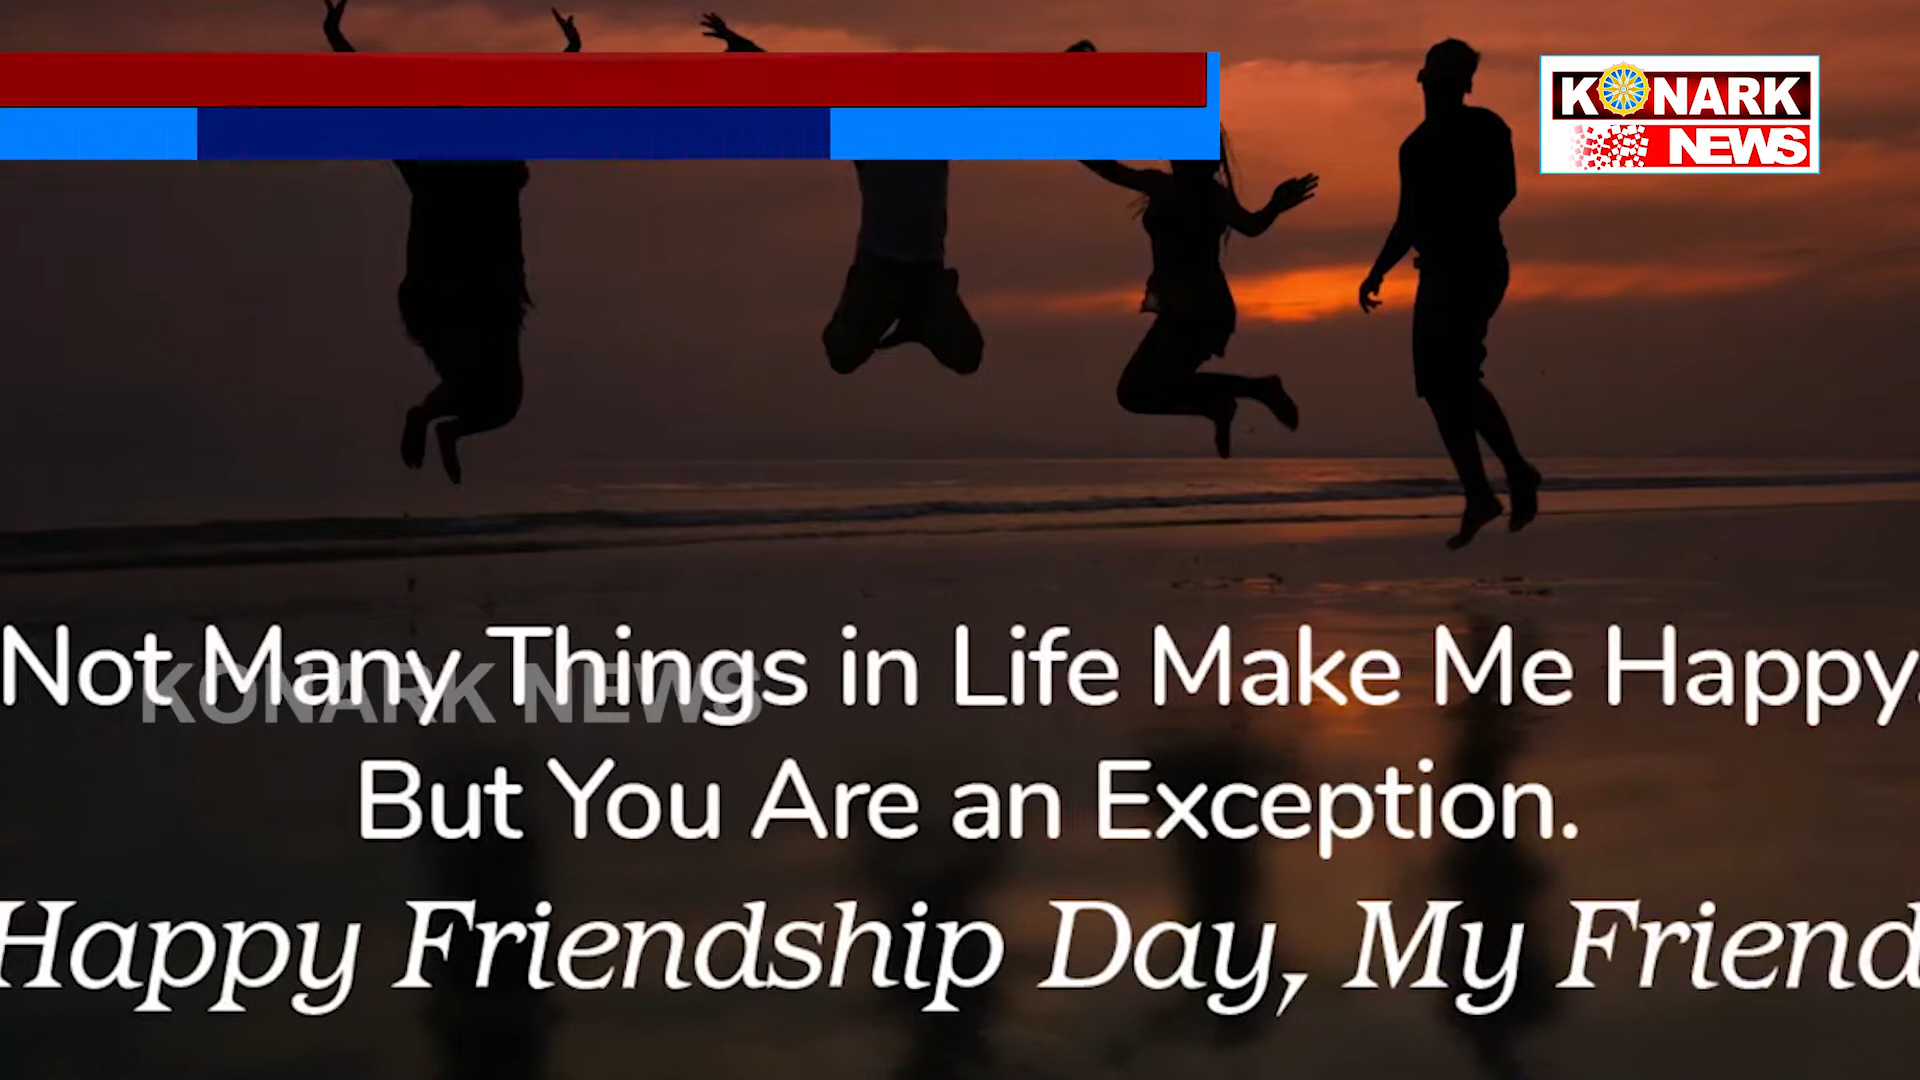 KONARK
NEWS
Not Many Things in Life Make Me Happy.
KONARK NEWS
But You Are an Exception.
Happy Friendship Day, My Friend